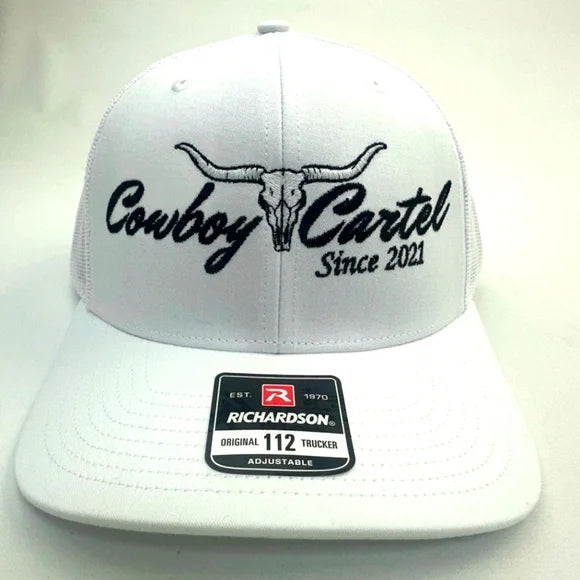 Cowboy Cartel
Since 2021
EST. R 1970
RICHARDSON®
ORIGINAL 112 TRUCKER
ADJUSTABLE